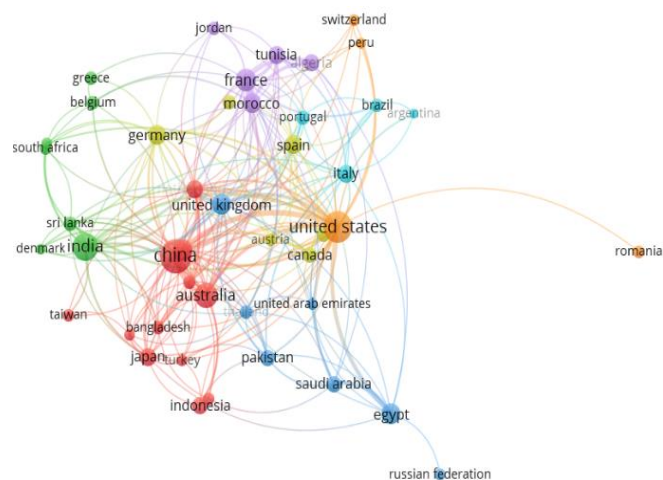 switzerland
jordan
peru
tunisia
algeria
greece
france
belgium
morocco
brazil
argentina
portugal
germany
spain
south africa
italy
united kingdom
sri lanka
united states
india
austria
denmark
china
canada
romania
australia
united arab emirates
taiwan
thailand
bangladesh
japan
turkey
pakistan
saudi arabia
indonesia
egypt
russian federation